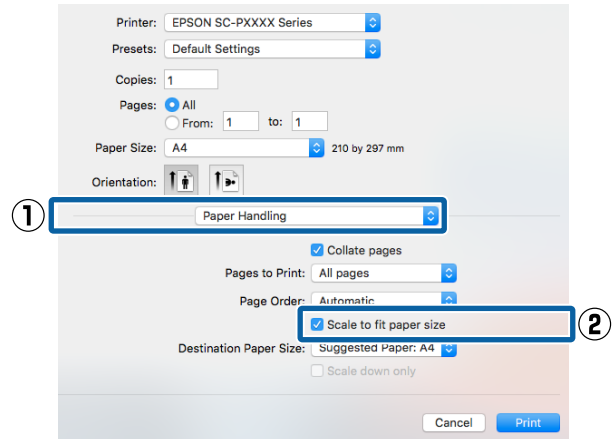 Printer: EPSON SC-PXXXX Series
Presets: Default Settings
Copies: 1
Pages: All
From: 1 to: 1
Paper Size: A4 210 by 297 mm
Orientation:
① Paper Handling
Collate pages
Pages to Print: All pages
Page Order: Automatic
Scale to fit paper size ②
Destination Paper Size: Suggested Paper: A4
Scale down only
Cancel Print